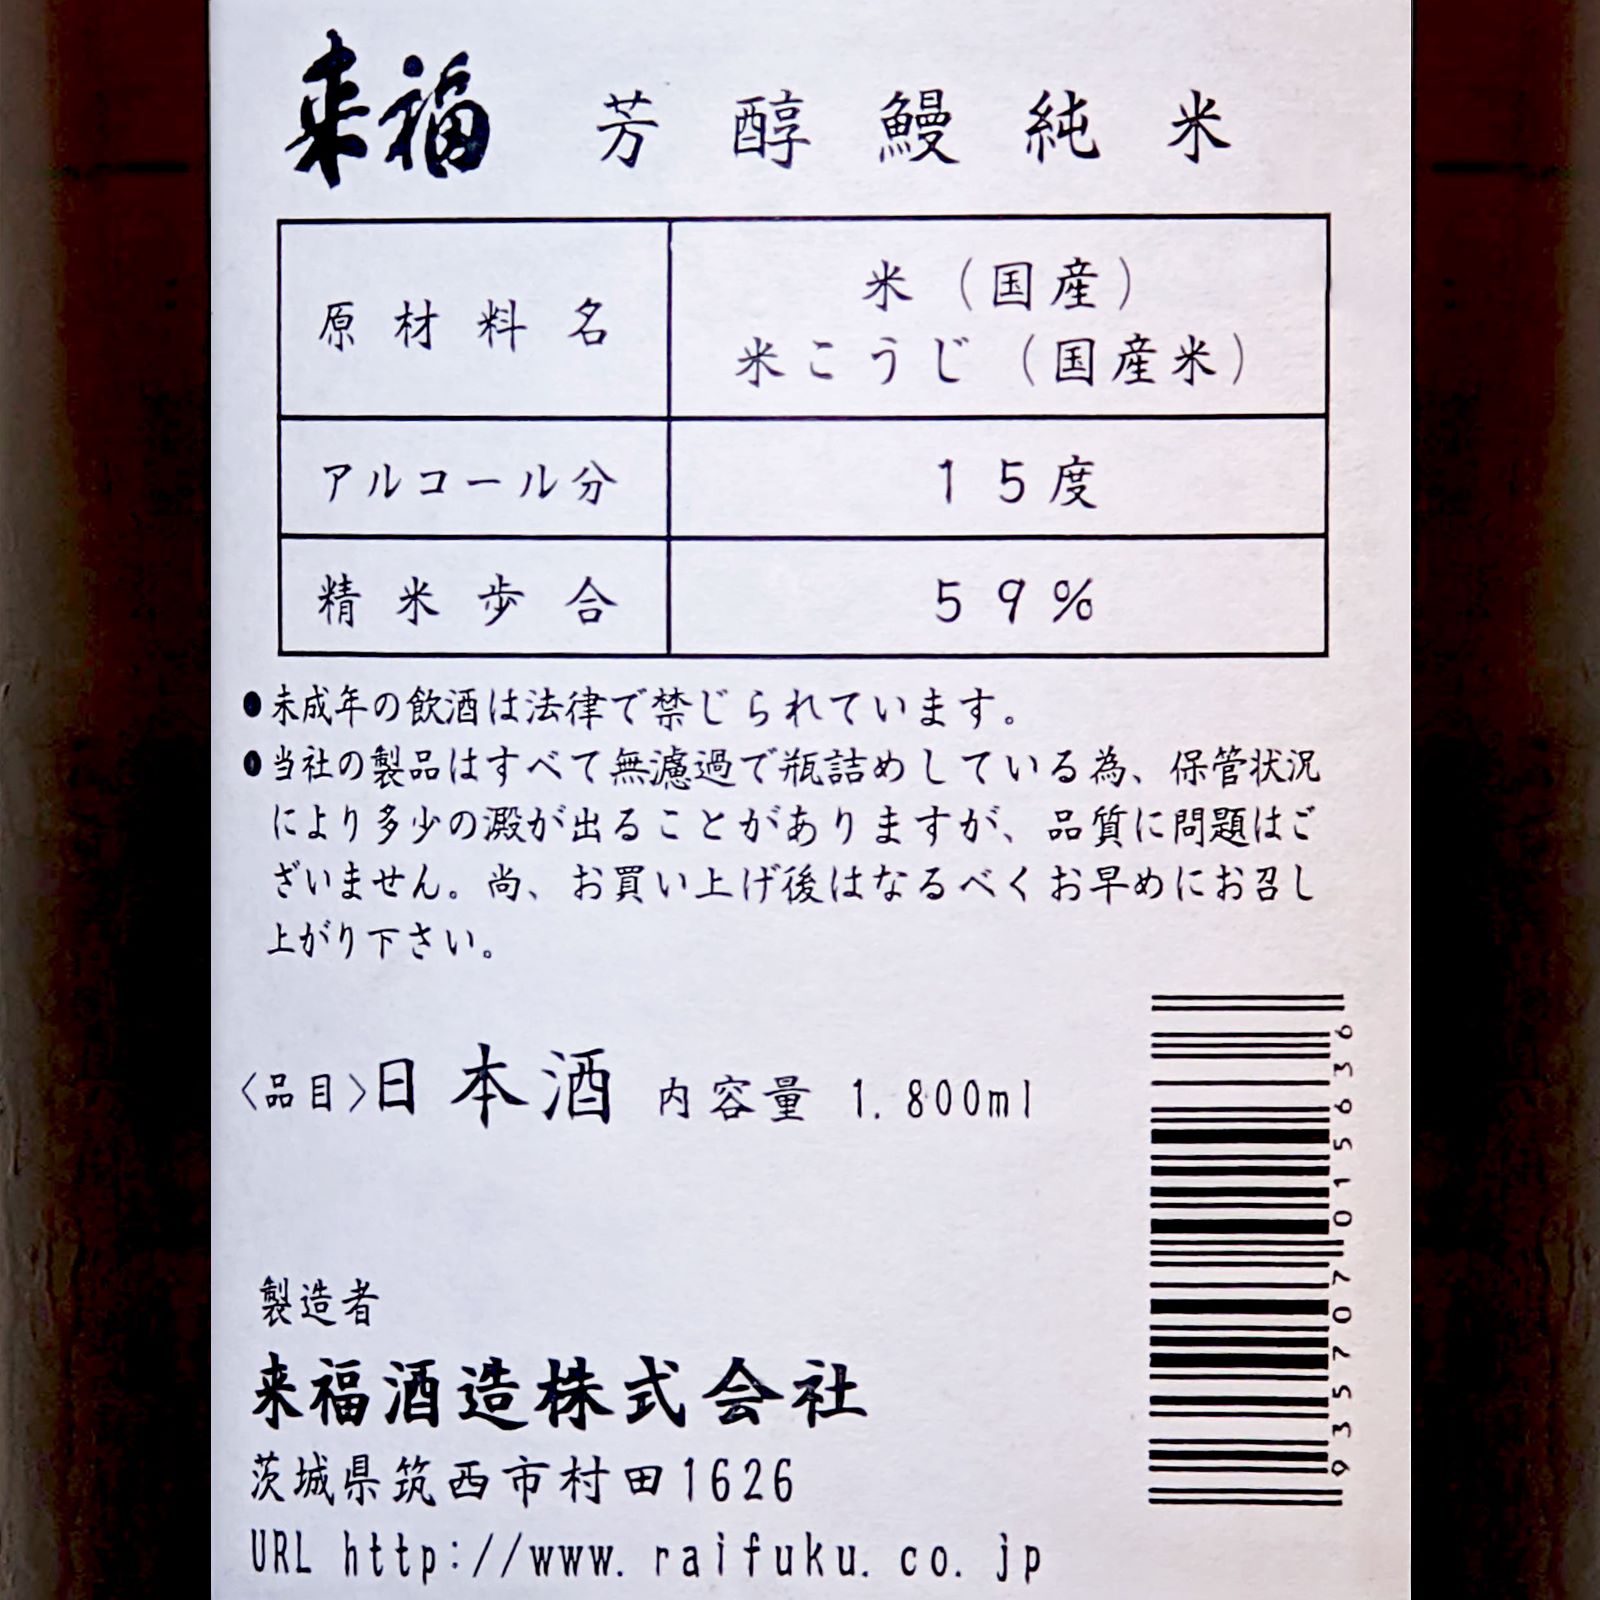 来福 芳醇鰻純米
原材料名 米(国産)
米こうじ(国産米)
アルコール分 15度
精米歩合 59%
●未成年の飲酒は法律で禁じられています。
●当社の製品はすべて無濾過で瓶詰めしている為、保管状況
により多少の澱が出ることがありますが、品質に問題はご
ざいません。尚、お買い上げ後はなるべくお早めにお召し
上がり下さい。
〈品目〉日本酒 内容量 1.800ml
製造者
来福酒造株式会社
茨城県筑西市村田1626
URL http://www.raifuku.co.jp
935707015636